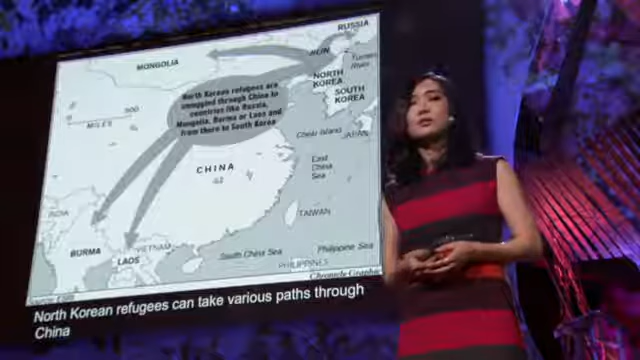 RUSSIA
MONGOLIA
JILIN
Tumen
River
North Korean refugees are
smuggled through China to
countries like Russia,
Mongolia, Burma or Laos and
from there to South Korea
NORTH
KOREA
SOUTH
KOREA
500
MILES
Cheju Island
JAPAN
CHINA
East
China
Sea
TAIWAN
INDIA
BURMA
VIETNAM
LAOS
South China Sea
Philippine Sea
PHILIPPINES
Chronicle Graphic
North Korean refugees can take various paths through
China